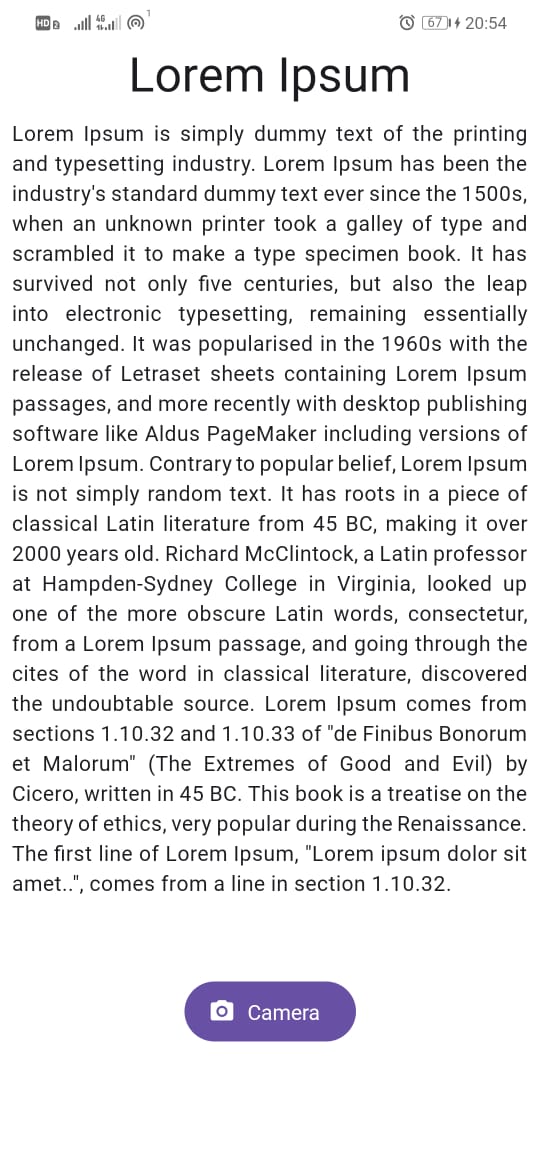 HD 2 4G 1 67 20:54
Lorem Ipsum
Lorem Ipsum is simply dummy text of the printing
and typesetting industry. Lorem Ipsum has been the
industry's standard dummy text ever since the 1500s,
when an unknown printer took a galley of type and
scrambled it to make a type specimen book. It has
survived not only five centuries, but also the leap
into electronic typesetting, remaining essentially
unchanged. It was popularised in the 1960s with the
release of Letraset sheets containing Lorem Ipsum
passages, and more recently with desktop publishing
software like Aldus PageMaker including versions of
Lorem Ipsum. Contrary to popular belief, Lorem Ipsum
is not simply random text. It has roots in a piece of
classical Latin literature from 45 BC, making it over
2000 years old. Richard McClintock, a Latin professor
at Hampden-Sydney College in Virginia, looked up
one of the more obscure Latin words, consectetur,
from a Lorem Ipsum passage, and going through the
cites of the word in classical literature, discovered
the undoubtable source. Lorem Ipsum comes from
sections 1.10.32 and 1.10.33 of "de Finibus Bonorum
et Malorum" (The Extremes of Good and Evil) by
Cicero, written in 45 BC. This book is a treatise on the
theory of ethics, very popular during the Renaissance.
The first line of Lorem Ipsum, "Lorem ipsum dolor sit
amet..", comes from a line in section 1.10.32.
Camera